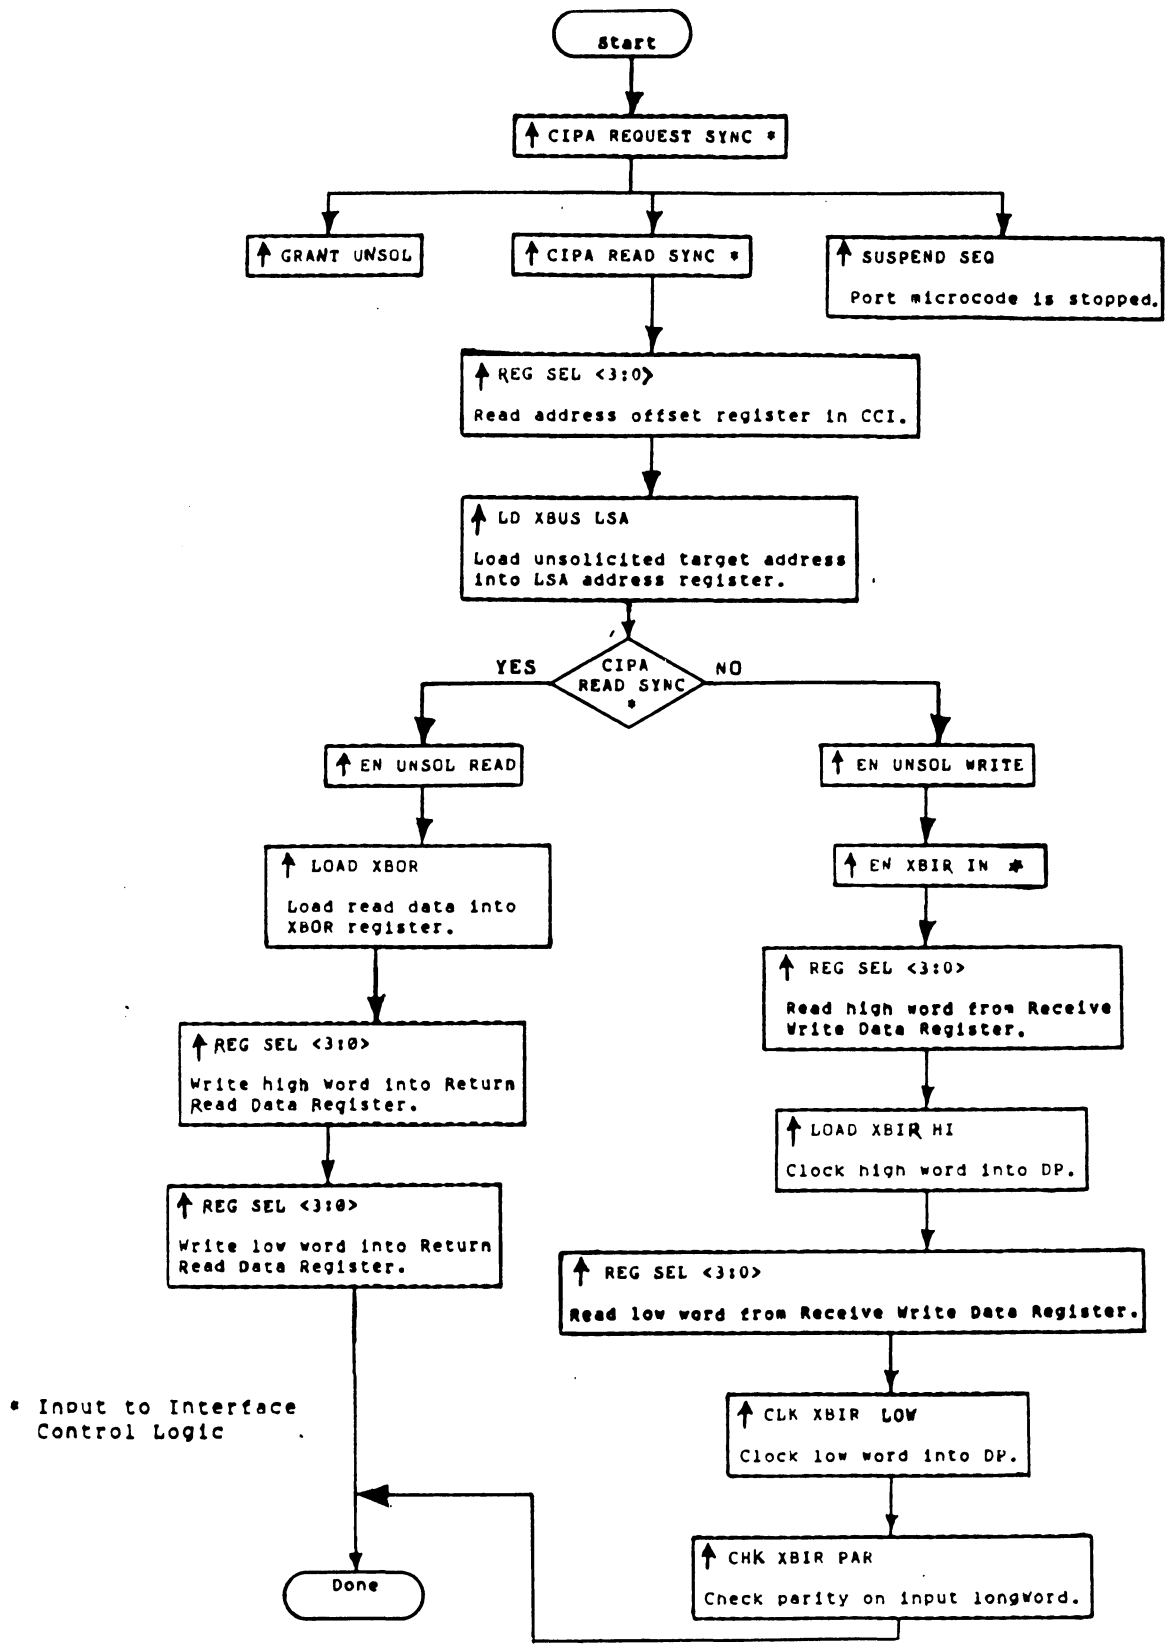 Start
↑ CIPA REQUEST SYNC *
↑ GRANT UNSOL
↑ CIPA READ SYNC *
↑ SUSPEND SEQ
Port microcode is stopped.
↑ REG SEL <3:0>
Read address offset register in CCI.
↑ LD XBUS LSA
Load unsolicited target address
into LSA address register.
CIPA
READ SYNC
*
YES
NO
↑ EN UNSOL READ
↑ LOAD XBOR
Load read data into
XBOR register.
↑ REG SEL <3:0>
Write high word into Return
Read Data Register.
↑ REG SEL <3:0>
Write low word into Return
Read Data Register.
↑ EN UNSOL WRITE
↑ EN XBIR IN *
↑ REG SEL <3:0>
Read high word from Receive
Write Data Register.
↑ LOAD XBIR HI
Clock high word into DP.
↑ REG SEL <3:0>
Read low word from Receive Write Data Register.
↑ CLK XBIR LOW
Clock low word into DP.
↑ CHK XBIR PAR
Check parity on input longword.
* Input to Interface
Control Logic
Done